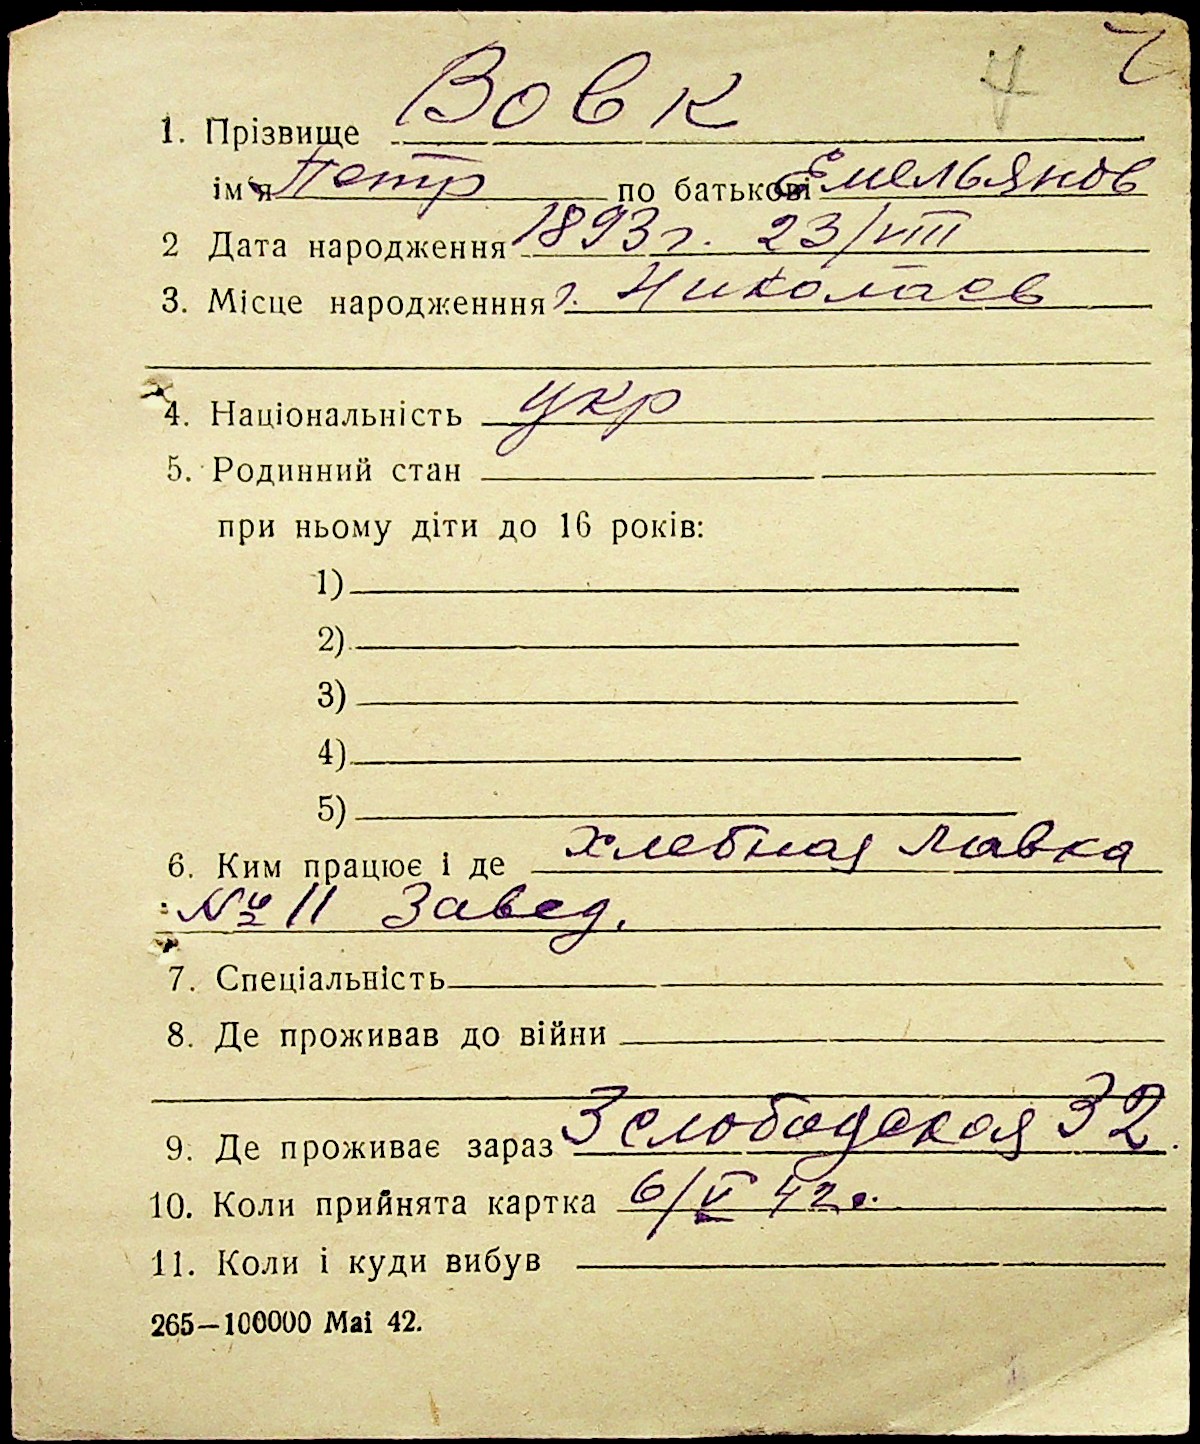 1. Прізвище Вовк
ім'я Петр по батькові Емельянов
2 Дата народження 1893 г. 23/VIII
3. Місце народженння г. Николаев
4. Національність укр
5. Родинний стан
при ньому діти до 16 років:
1)
2)
3)
4)
5)
6. Ким працює і де хлебная лавка
№ 11 Завед.
7. Спеціальність
8. Де проживав до війни
9. Де проживає зараз 3 слободская 32
10. Коли прийнята картка 6/V 42 г.
11. Коли і куди вибув
265—100000 Маі 42.